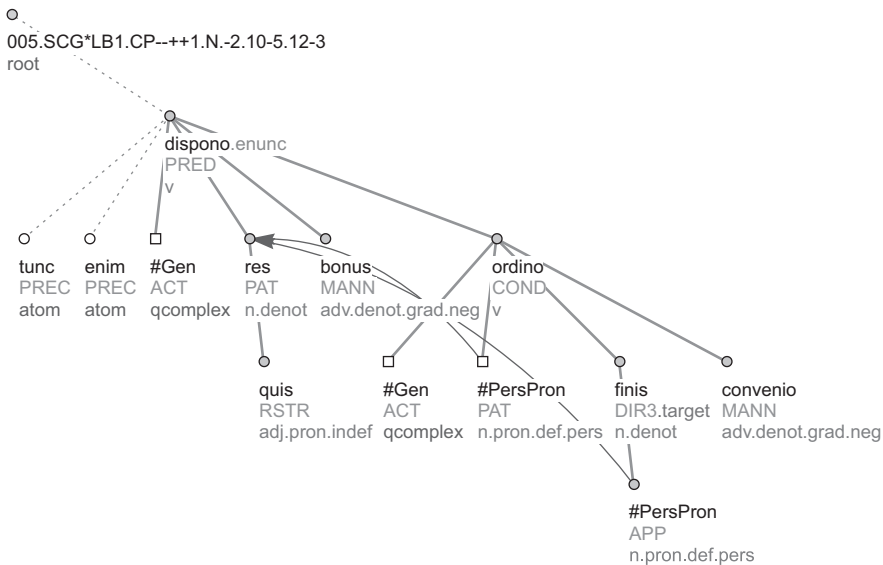 005.SCG*LB1.CP--++1.N.-2.10-5.12-3
root
dispono.enunc
PRED
v
tunc enim #Gen res bonus ordino
PREC PREC ACT PAT MANN COND
atom atom qcomplex n.denot adv.denot.grad.neg v
quis #Gen #PersPron finis convenio
RSTR ACT PAT DIR3.target MANN
adj.pron.indef qcomplex n.pron.def.pers n.denot adv.denot.grad.neg
#PersPron
APP
n.pron.def.pers